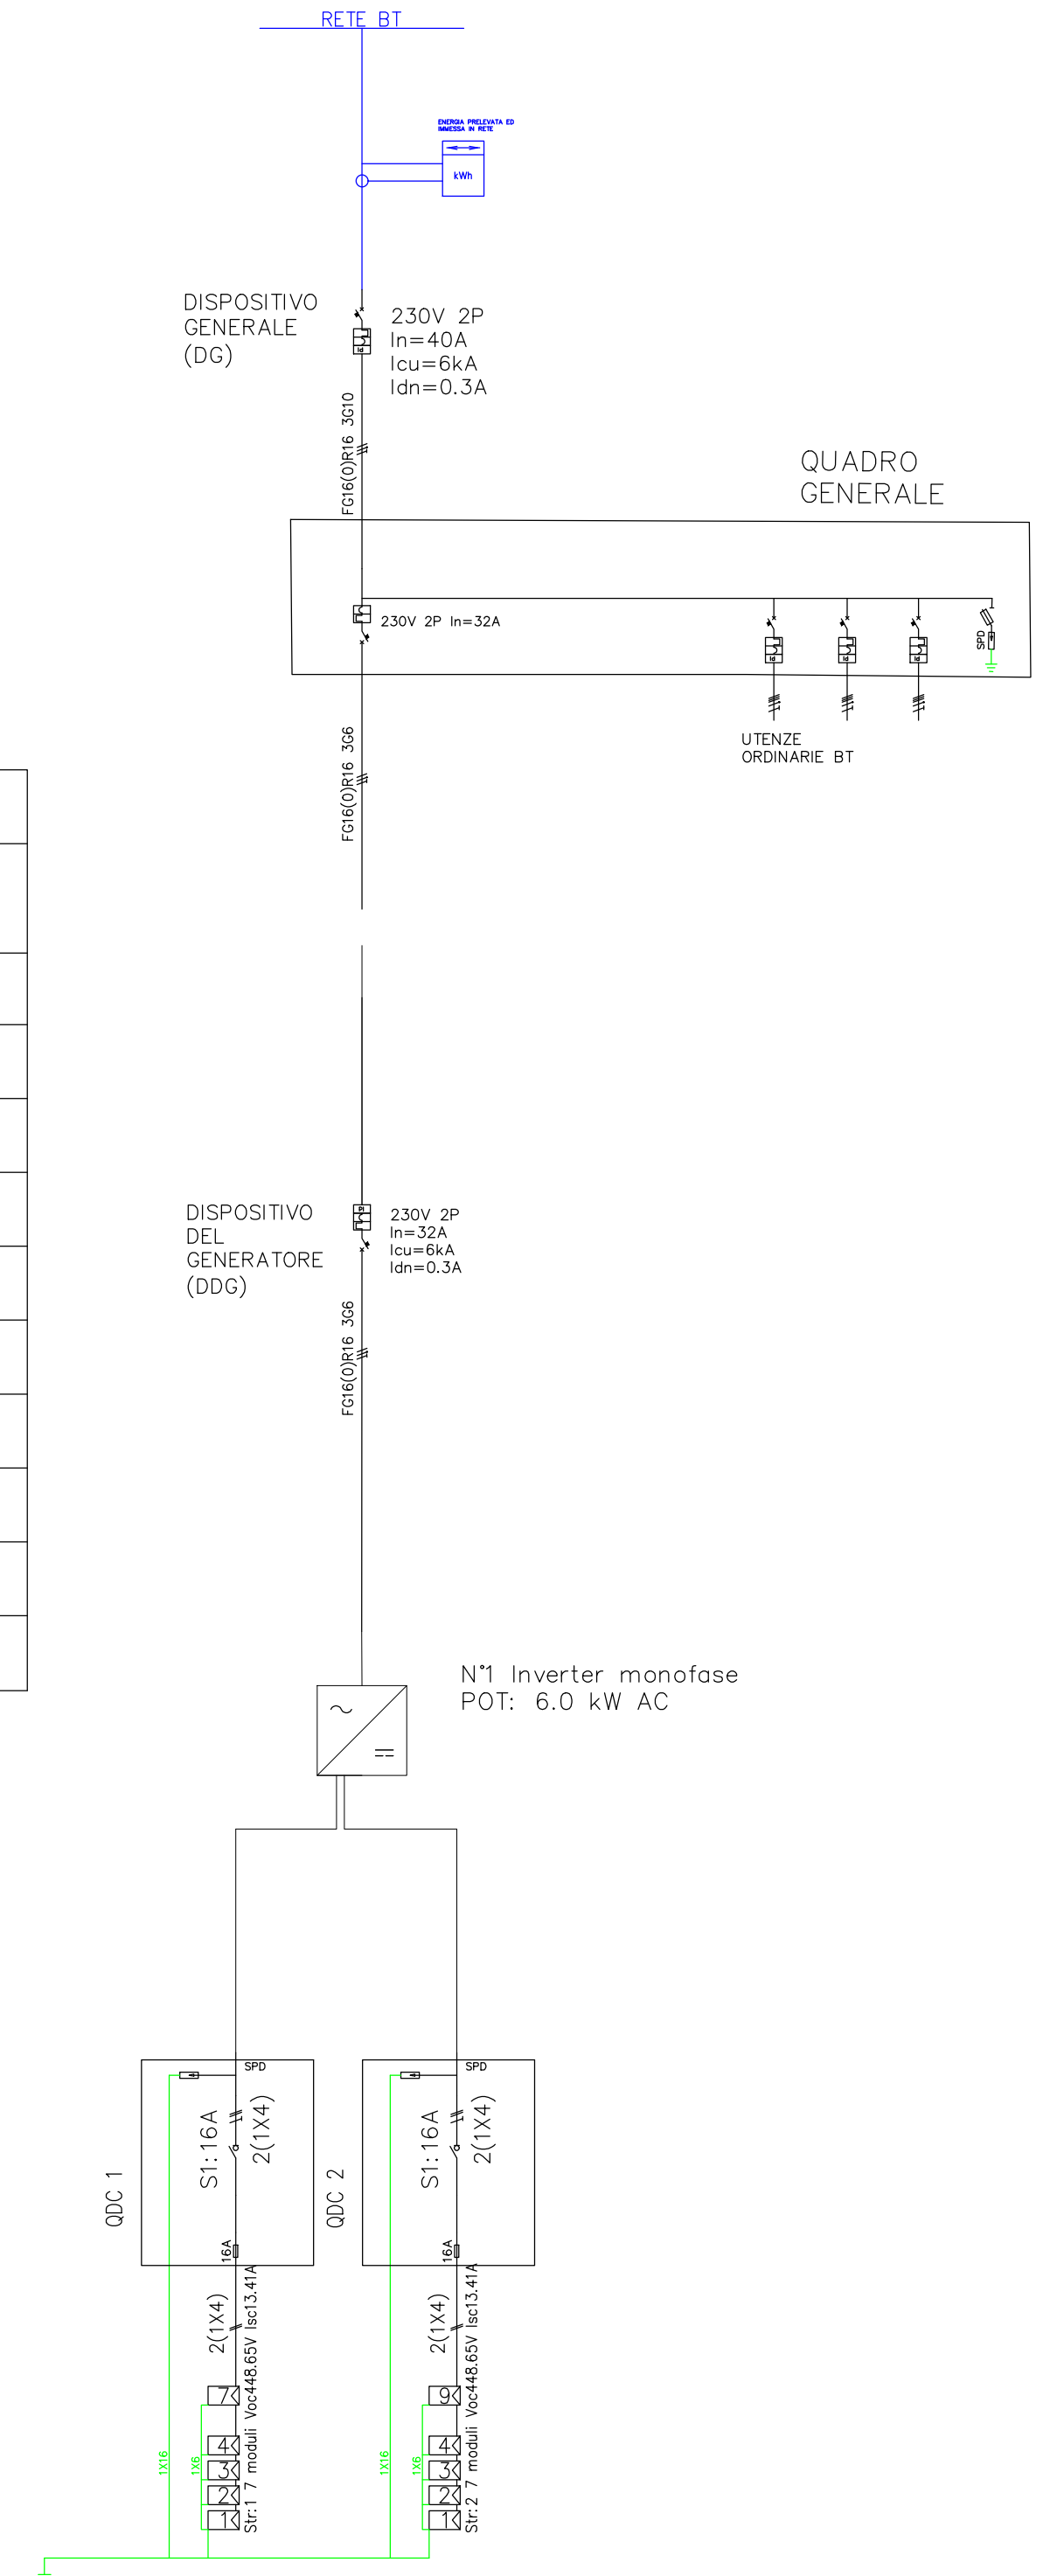 RETE BT
ENERGIA PRELEVATA ED
IMMESSA IN RETE
kWh
DISPOSITIVO
GENERALE
(DG)
230V 2P
In=40A
Icu=6kA
Idn=0.3A
Id
FG16(O)R16 3G10
QUADRO
GENERALE
230V 2P In=32A
Id
Id
Id
SPD
UTENZE
ORDINARIE BT
FG16(O)R16 3G6
DISPOSITIVO
DEL
GENERATORE
(DDG)
Id
230V 2P
In=32A
Icu=6kA
Idn=0.3A
FG16(O)R16 3G6
N°1 Inverter monofase
POT: 6.0 kW AC
QDC 1
SPD
S1:16A
2(1X4)
16A
2(1X4)
Str:1 7 moduli Voc448.65V Isc13.41A
7
4
3
2
1
1X16
1X6
QDC 2
SPD
S1:16A
2(1X4)
16A
2(1X4)
Str:2 7 moduli Voc448.65V Isc13.41A
9
4
3
2
1
1X16
1X6